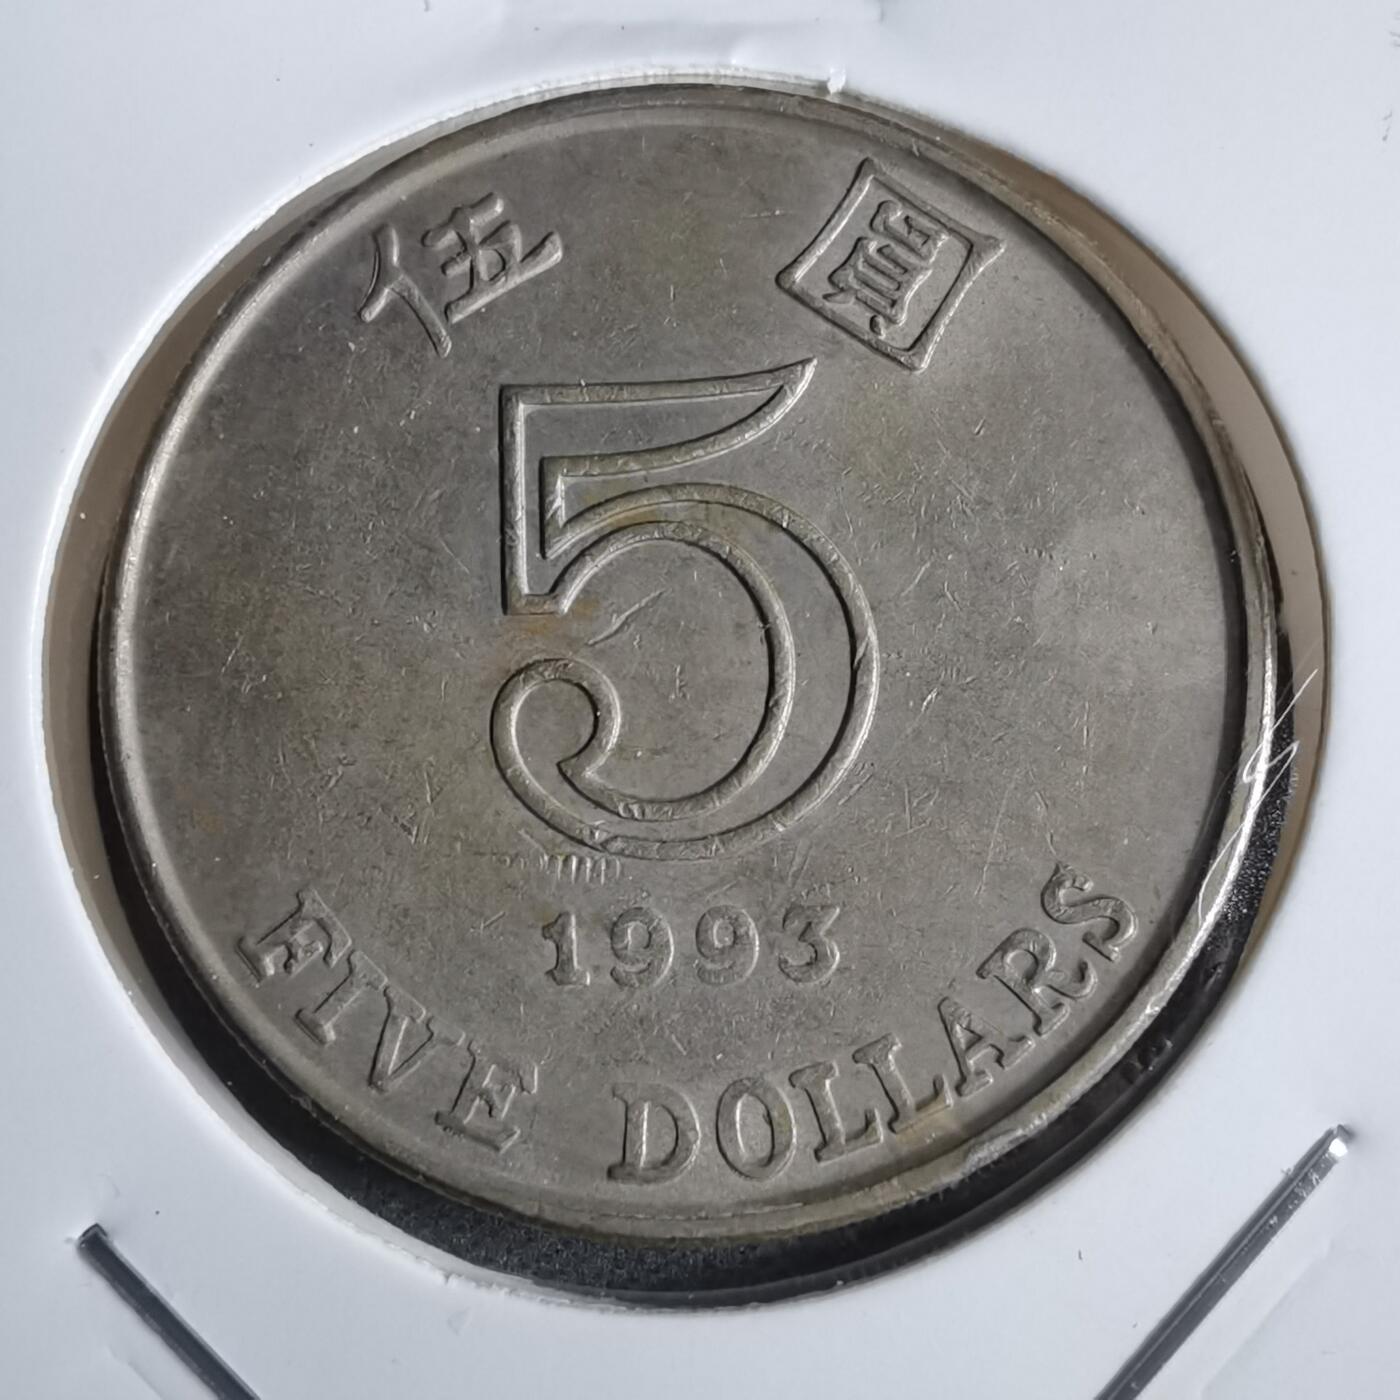 伍 圓
5
1993
FIVE DOLLARS